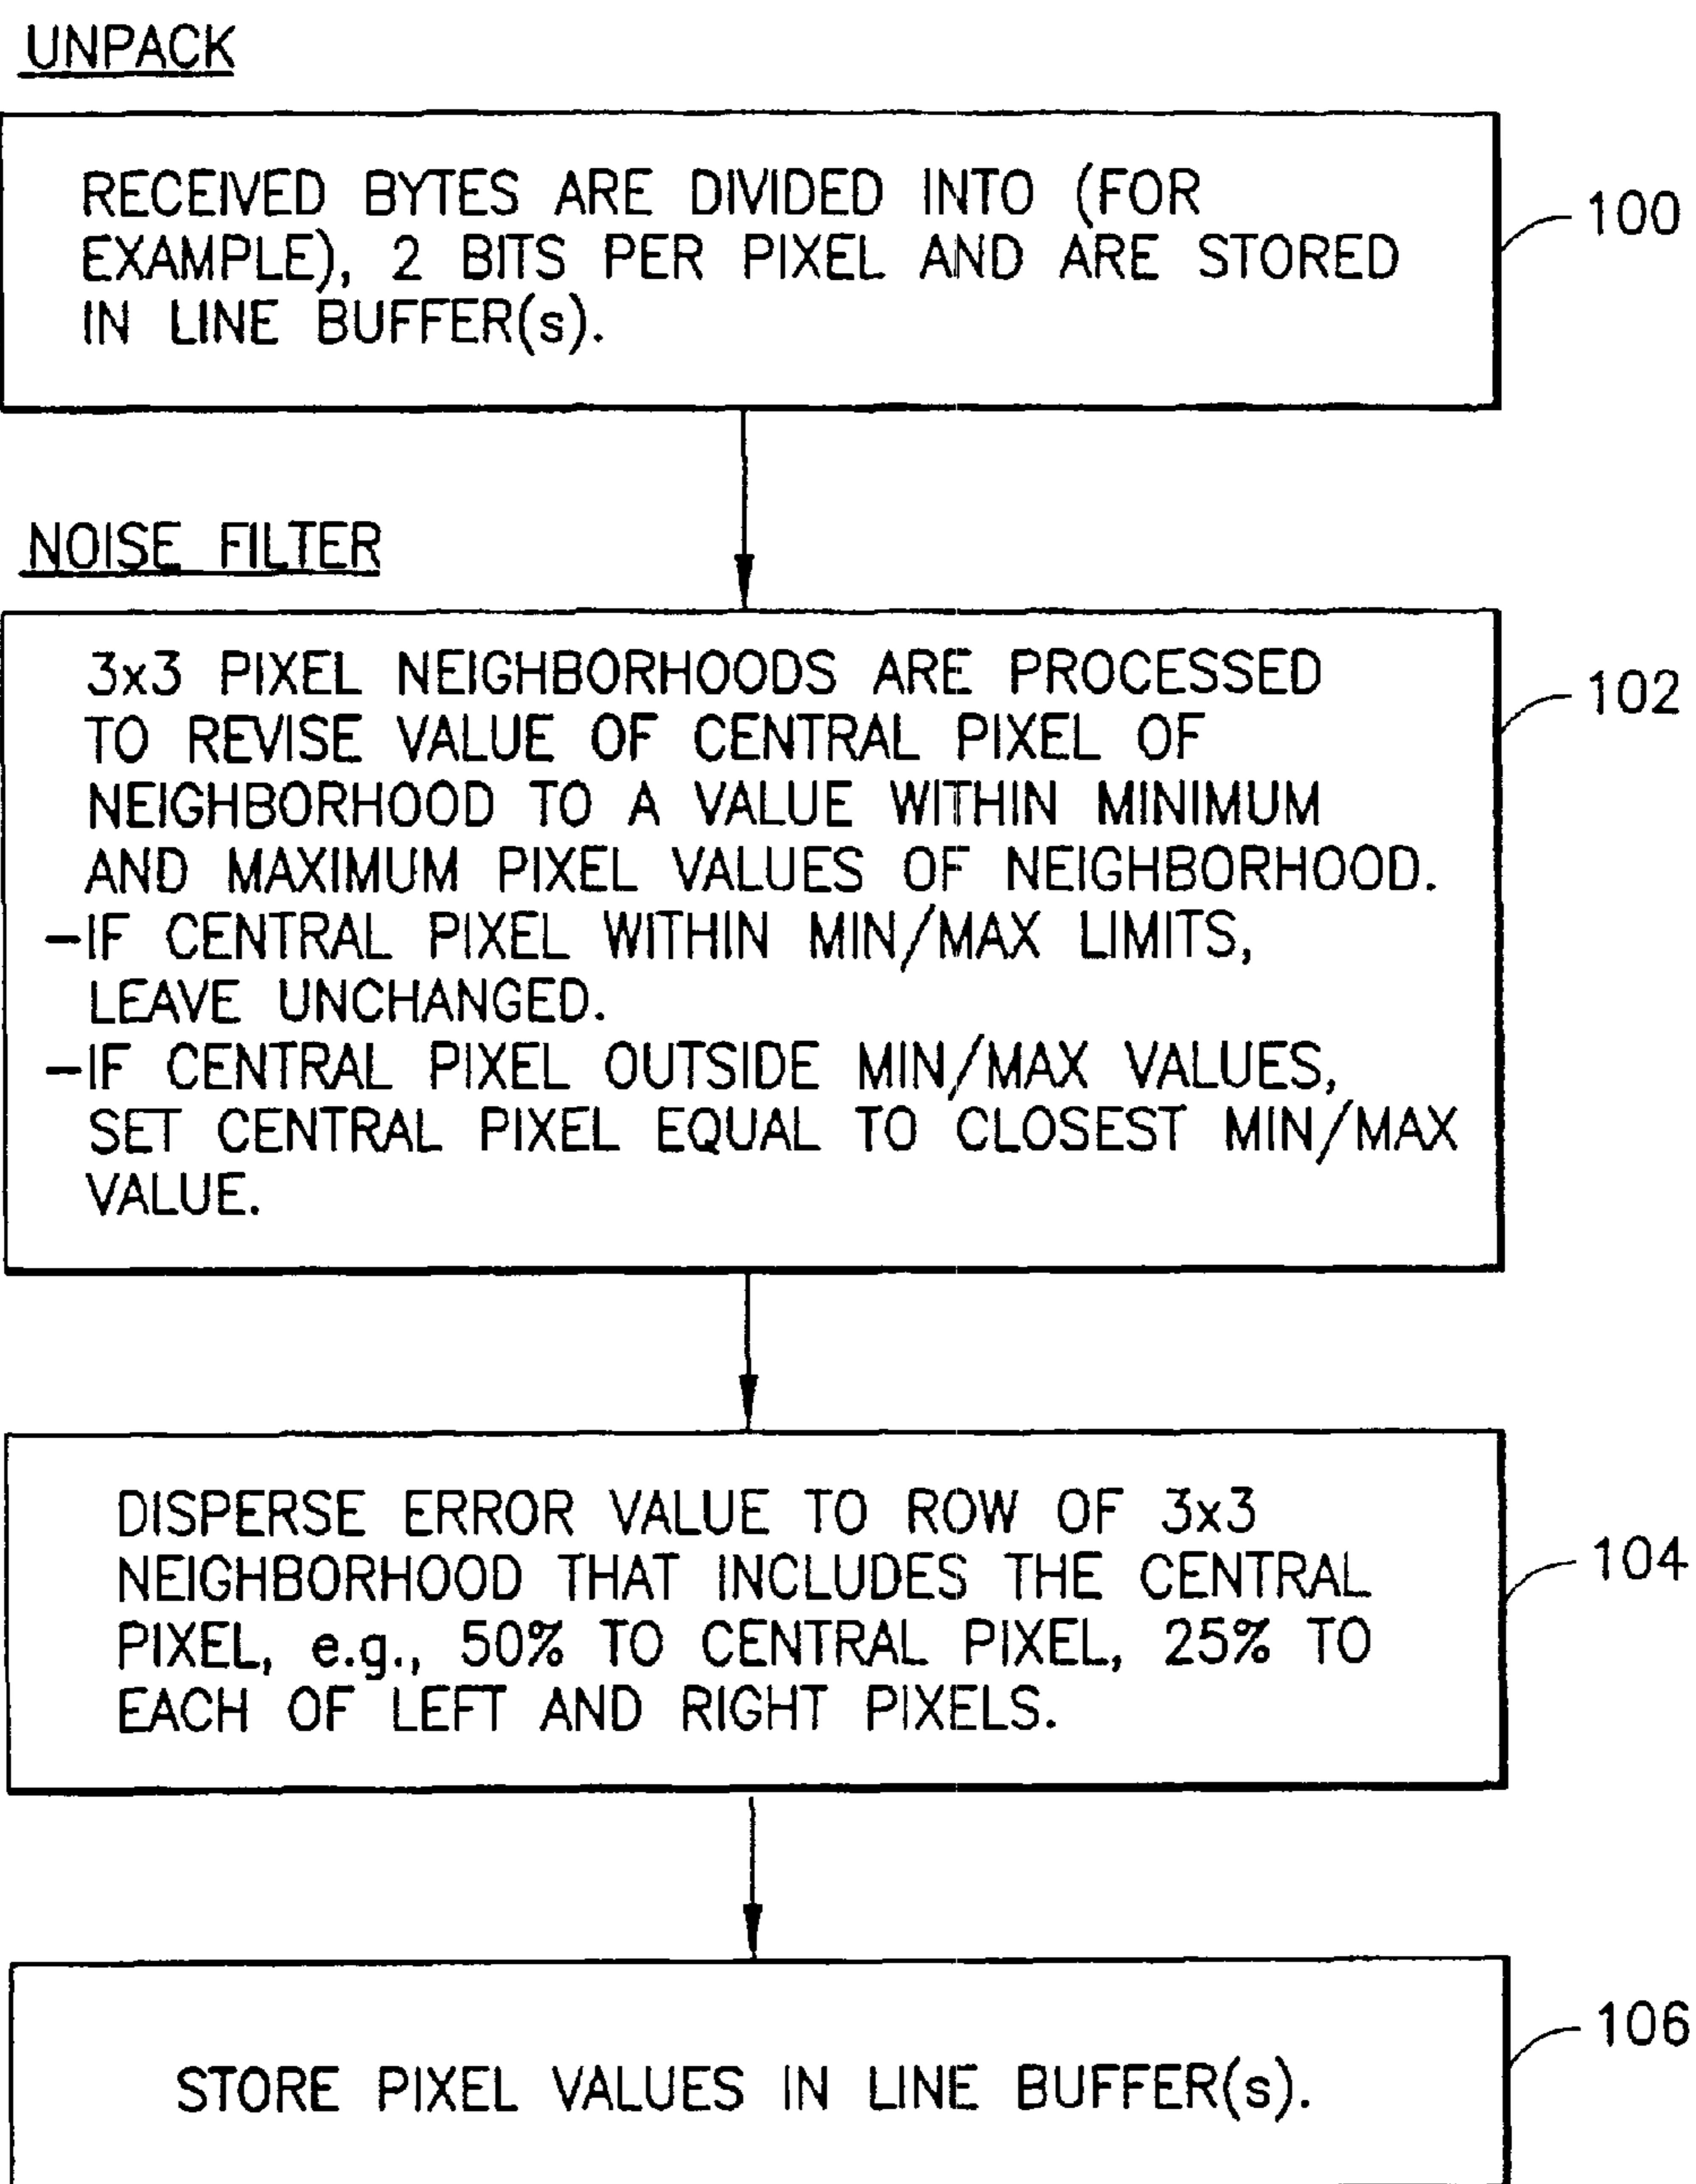 UNPACK
RECEIVED BYTES ARE DIVIDED INTO (FOR
EXAMPLE), 2 BITS PER PIXEL AND ARE STORED
IN LINE BUFFER(s).
100
NOISE FILTER
3x3 PIXEL NEIGHBORHOODS ARE PROCESSED
TO REVISE VALUE OF CENTRAL PIXEL OF
NEIGHBORHOOD TO A VALUE WITHIN MINIMUM
AND MAXIMUM PIXEL VALUES OF NEIGHBORHOOD.
-IF CENTRAL PIXEL WITHIN MIN/MAX LIMITS,
LEAVE UNCHANGED.
-IF CENTRAL PIXEL OUTSIDE MIN/MAX VALUES,
SET CENTRAL PIXEL EQUAL TO CLOSEST MIN/MAX
VALUE.
102
DISPERSE ERROR VALUE TO ROW OF 3x3
NEIGHBORHOOD THAT INCLUDES THE CENTRAL
PIXEL, e.g., 50% TO CENTRAL PIXEL, 25% TO
EACH OF LEFT AND RIGHT PIXELS.
104
STORE PIXEL VALUES IN LINE BUFFER(s).
106